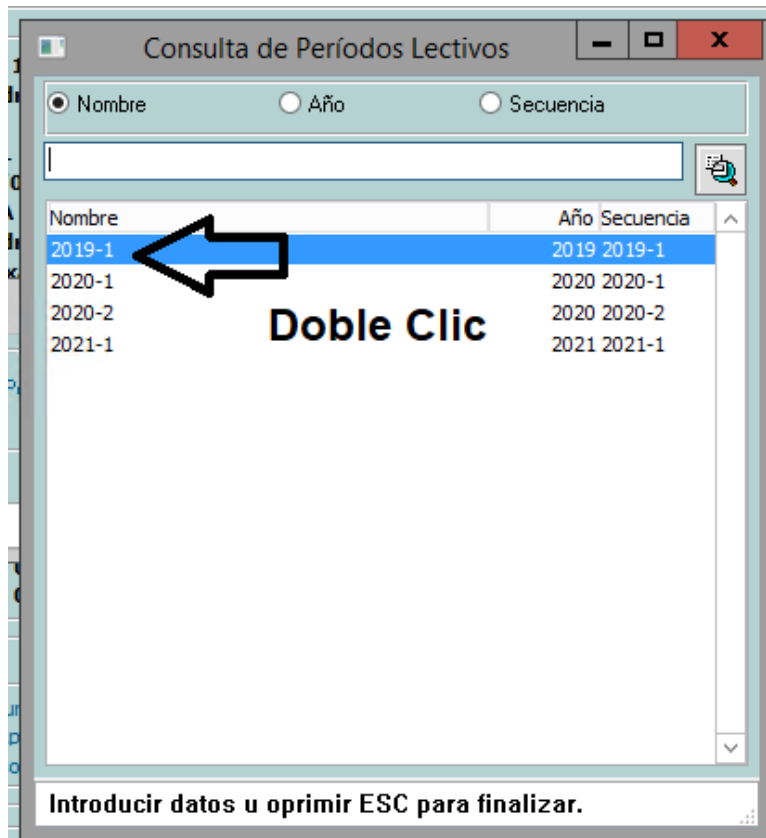 Consulta de Períodos Lectivos
Nombre Año Secuencia
Nombre Año Secuencia
2019-1 2019 2019-1
2020-1 2020 2020-1
2020-2 2020 2020-2
2021-1 2021 2021-1
Doble Clic
Introducir datos u oprimir ESC para finalizar.